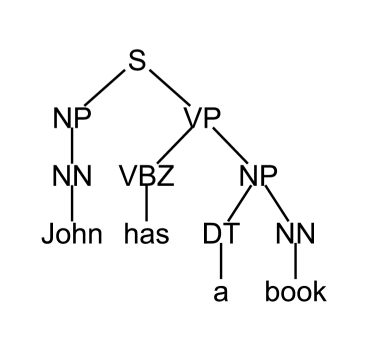 S
NP VP
NN VBZ NP
John has DT NN
a book